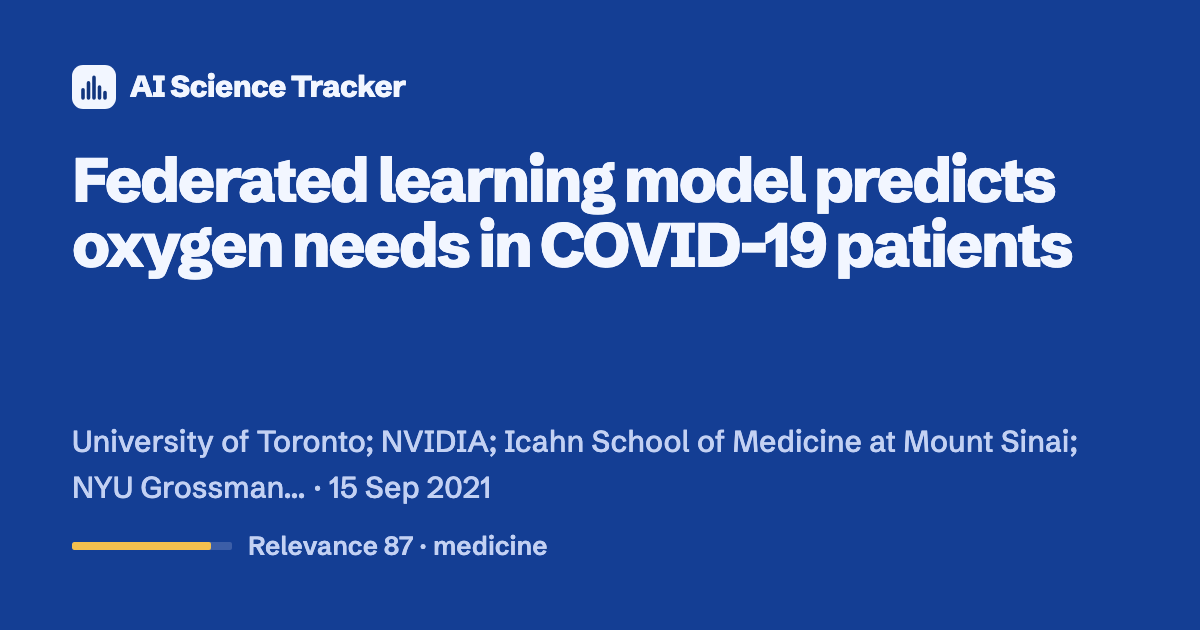 AI Science Tracker
Federated learning model predicts
oxygen needs in COVID-19 patients
University of Toronto; NVIDIA; Icahn School of Medicine at Mount Sinai;
NYU Grossman... · 15 Sep 2021
Relevance 87 · medicine